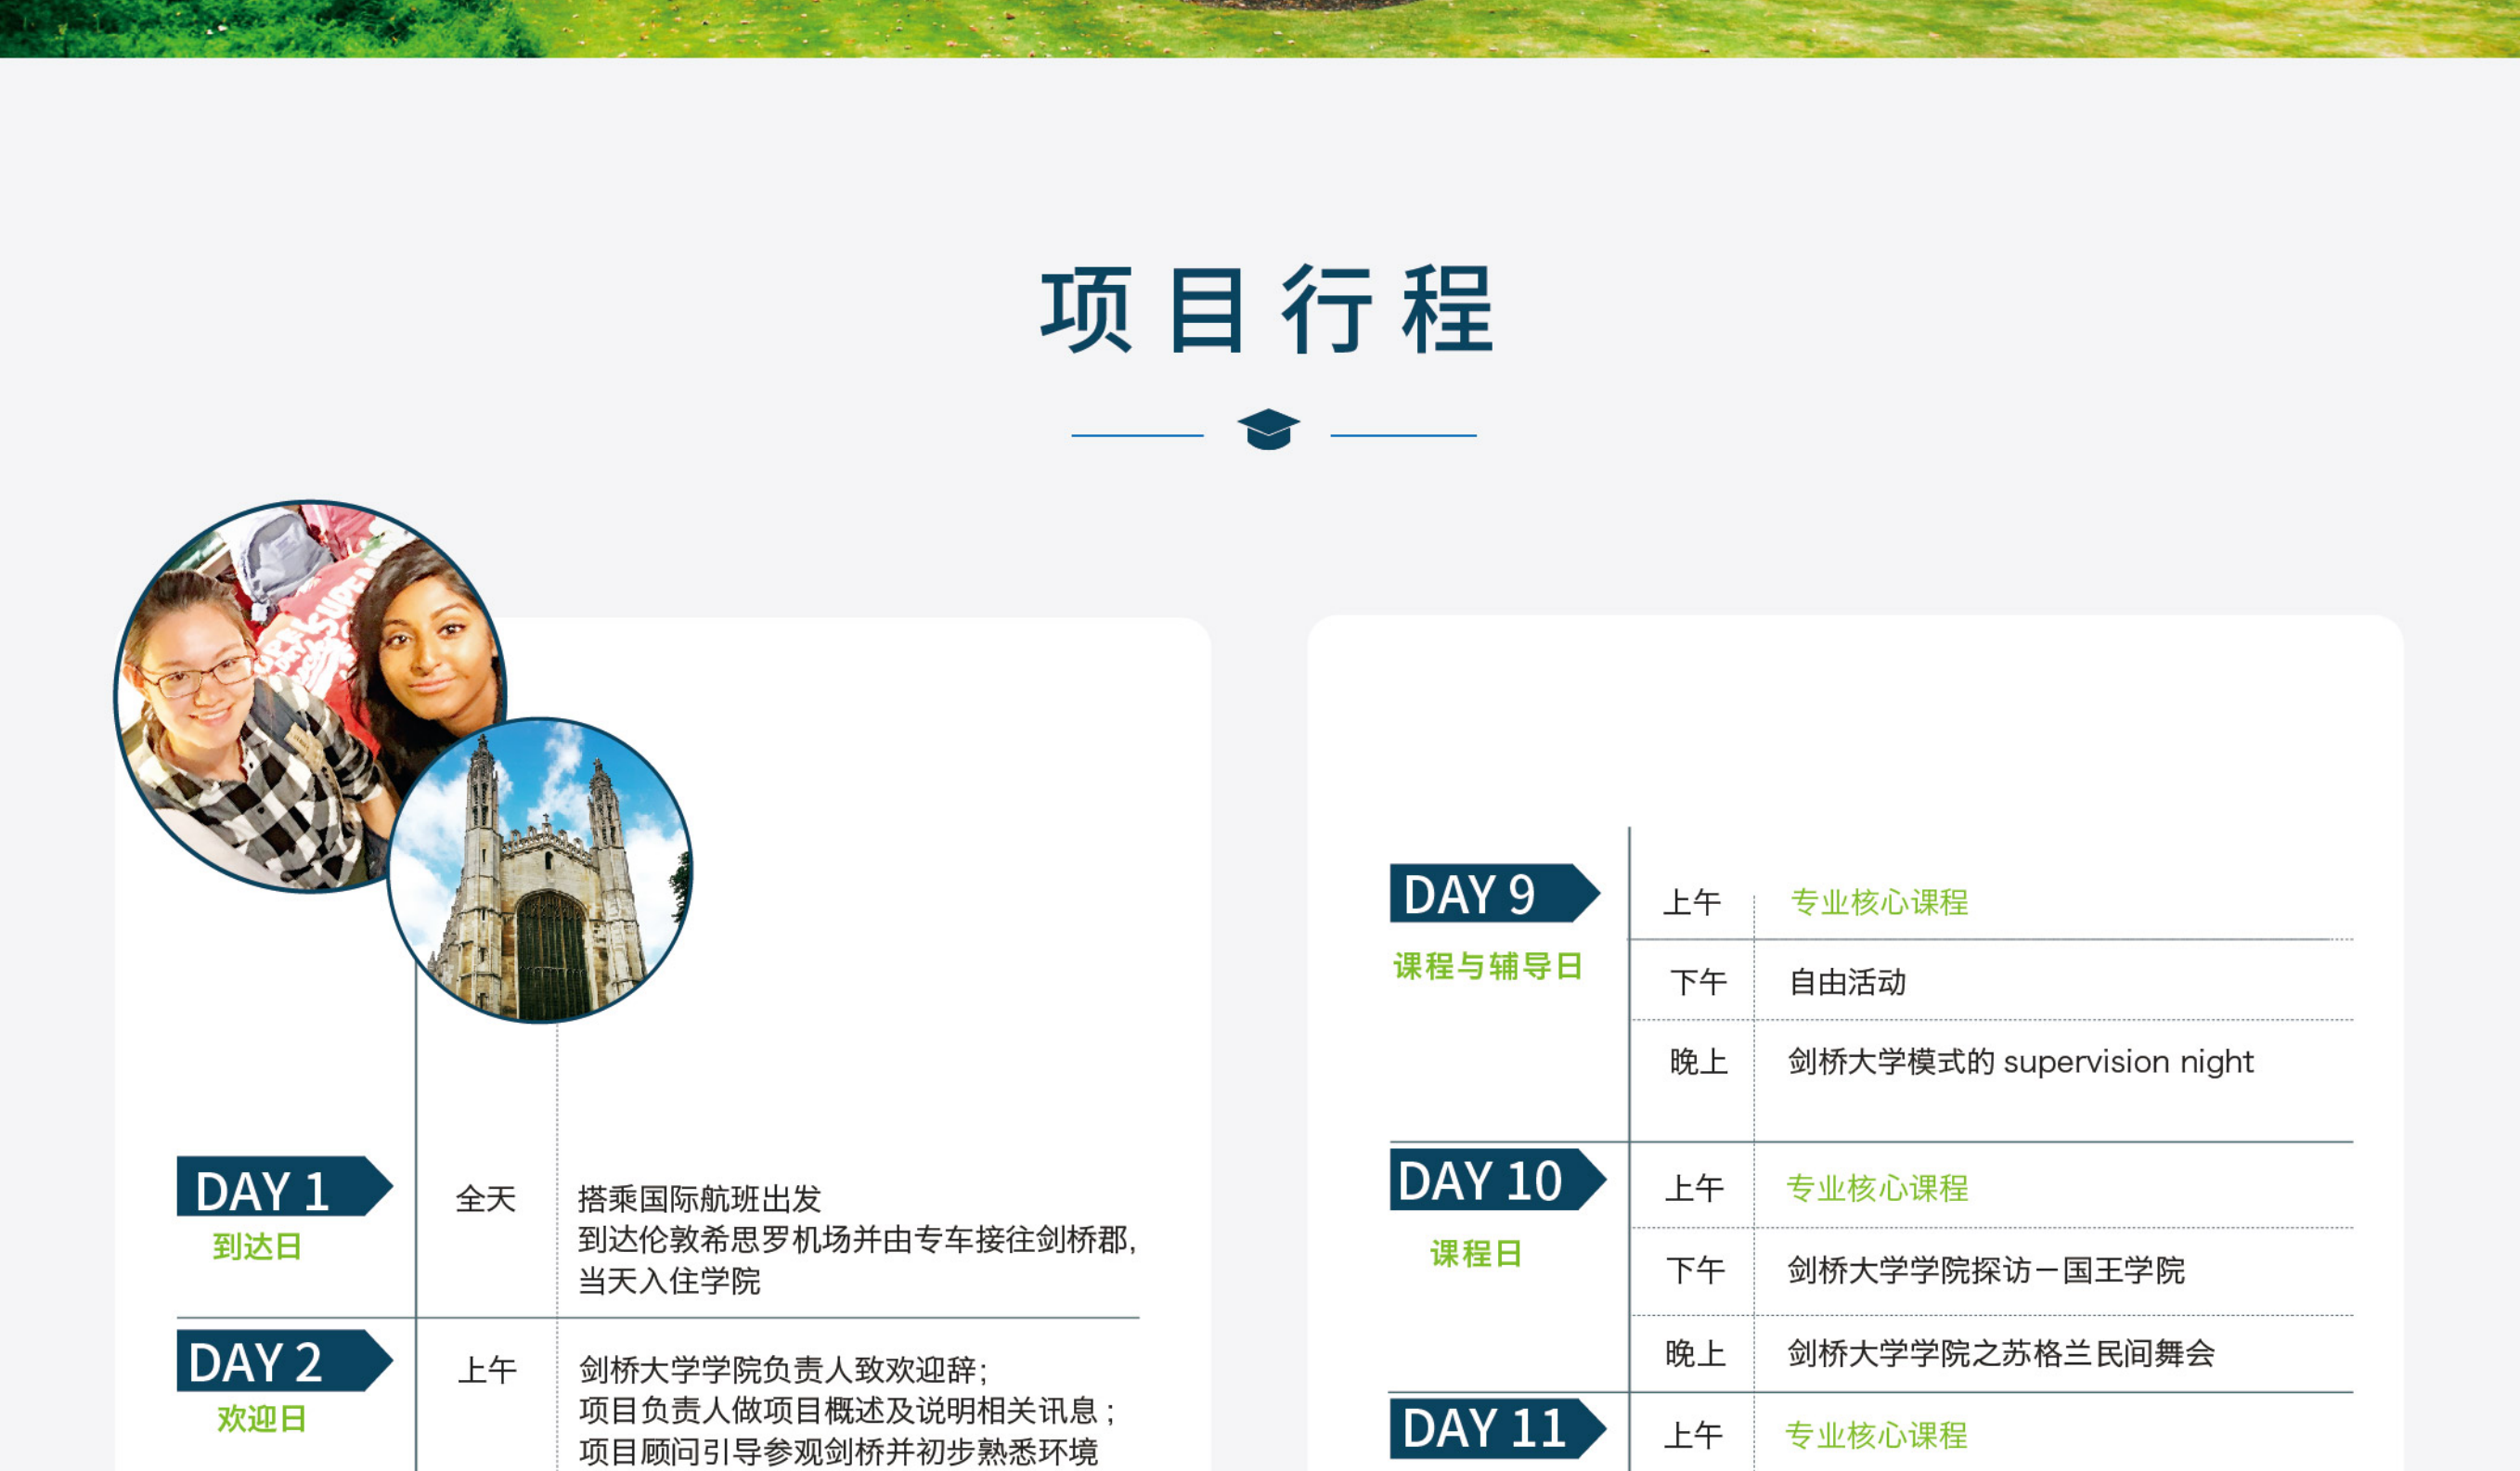 项目行程
DAY 1
到达日
全天
搭乘国际航班出发
到达伦敦希思罗机场并由专车接往剑桥郡,
当天入住学院
DAY 2
欢迎日
上午
剑桥大学学院负责人致欢迎辞;
项目负责人做项目概述及说明相关讯息;
项目顾问引导参观剑桥并初步熟悉环境
DAY 9
课程与辅导日
上午
专业核心课程
下午
自由活动
晚上
剑桥大学模式的 supervision night
DAY 10
课程日
上午
专业核心课程
下午
剑桥大学学院探访－国王学院
晚上
剑桥大学学院之苏格兰民间舞会
DAY 11
上午
专业核心课程